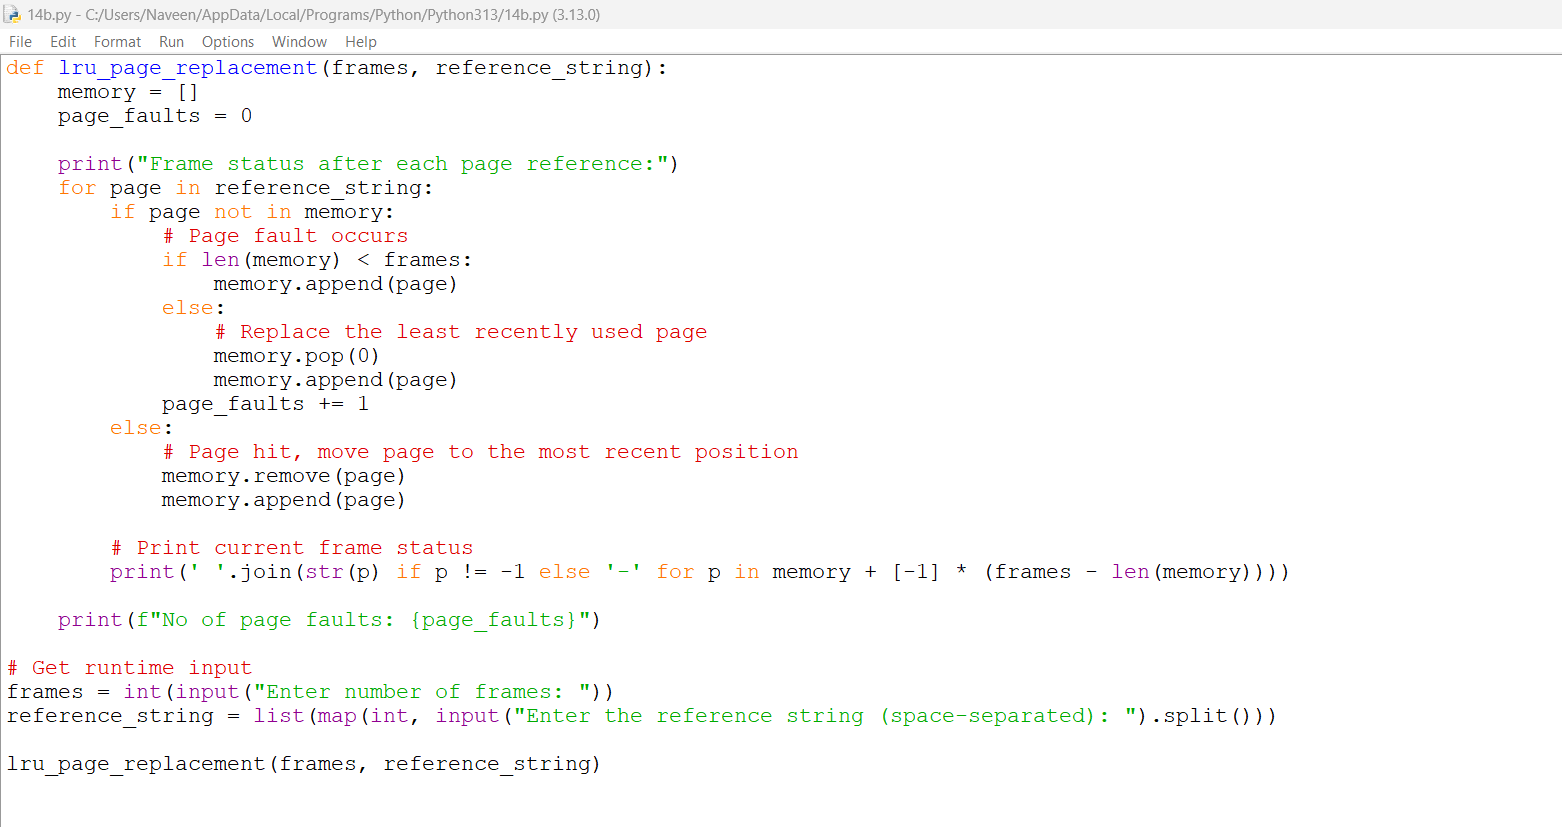 14b.py - C:/Users/Naveen/AppData/Local/Programs/Python/Python313/14b.py (3.13.0)
File Edit Format Run Options Window Help
def lru_page_replacement(frames, reference_string):
    memory = []
    page_faults = 0

    print("Frame status after each page reference:")
    for page in reference_string:
        if page not in memory:
            # Page fault occurs
            if len(memory) < frames:
                memory.append(page)
            else:
                # Replace the least recently used page
                memory.pop(0)
                memory.append(page)
            page_faults += 1
        else:
            # Page hit, move page to the most recent position
            memory.remove(page)
            memory.append(page)

        # Print current frame status
        print(' '.join(str(p) if p != -1 else '-' for p in memory + [-1] * (frames - len(memory))))

    print(f"No of page faults: {page_faults}")

# Get runtime input
frames = int(input("Enter number of frames: "))
reference_string = list(map(int, input("Enter the reference string (space-separated): ").split()))

lru_page_replacement(frames, reference_string)